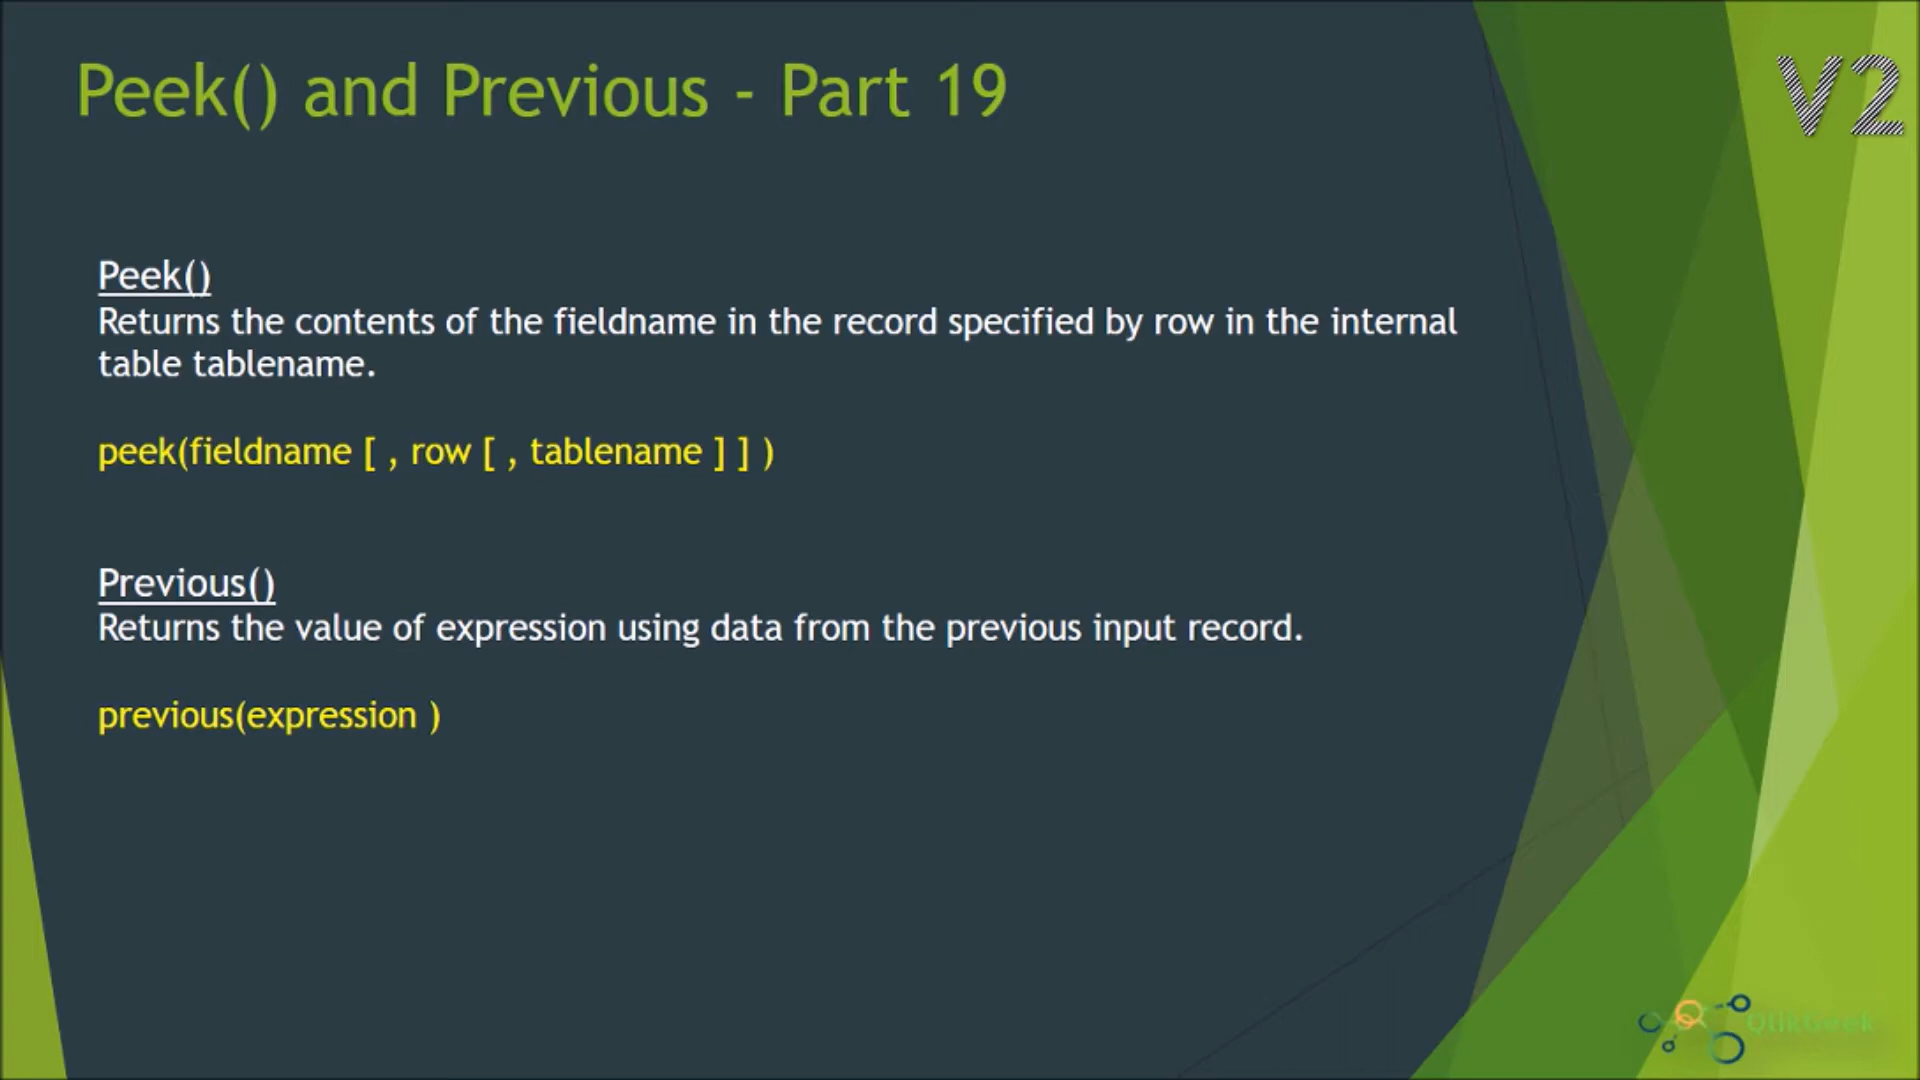 Peek() and Previous - Part 19
V2
Peek()
Returns the contents of the fieldname in the record specified by row in the internal
table tablename.
peek(fieldname [ , row [ , tablename ] ] )
Previous()
Returns the value of expression using data from the previous input record.
previous(expression )
QlikGeek